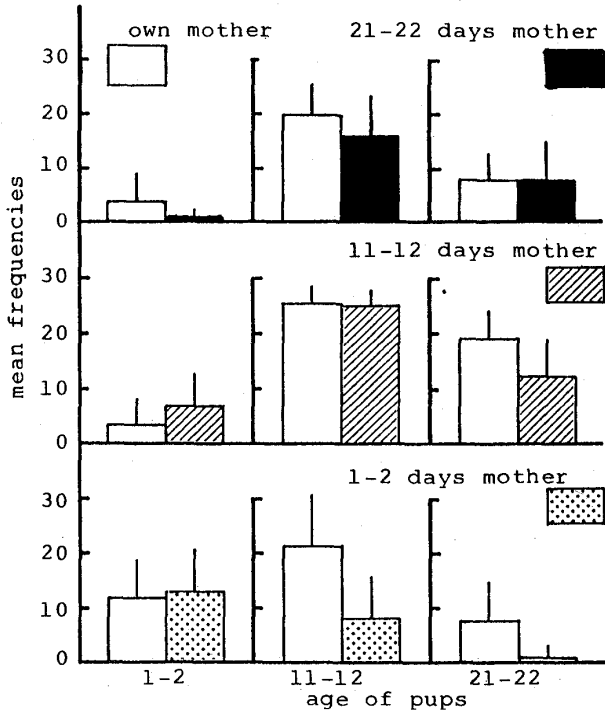 own mother
21-22 days mother
30
20
10
0
11-12 days mother
30
20
10
0
mean frequencies
1-2 days mother
30
20
10
0
1-2
11-12
21-22
age of pups